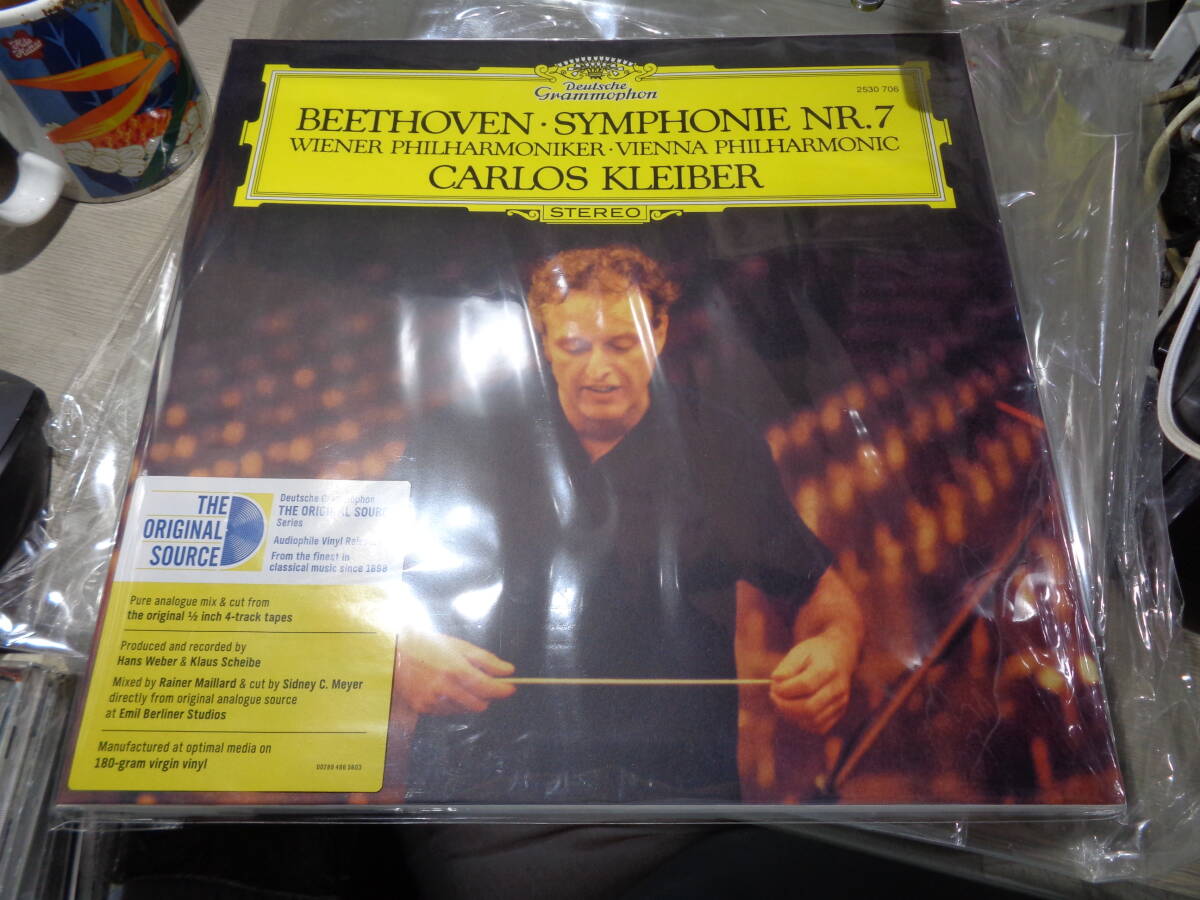 Deutsche
Grammophon
2530 706
BEETHOVEN · SYMPHONIE NR. 7
WIENER PHILHARMONIKER · VIENNA PHILHARMONIC
CARLOS KLEIBER
STEREO
THE
ORIGINAL
SOURCE
Deutsche Grammophon
THE ORIGINAL SOURC
Series
Audiophile Vinyl
From the finest in
classical music since 1898
Pure analogue mix & cut from
the original ½ inch 4-track tapes
Produced and recorded by
Hans Weber & Klaus Scheibe
Mixed by Rainer Maillard & cut by Sidney C. Meyer
directly from original analogue source
at Emil Berliner Studios
Manufactured at optimal media on
180-gram virgin vinyl